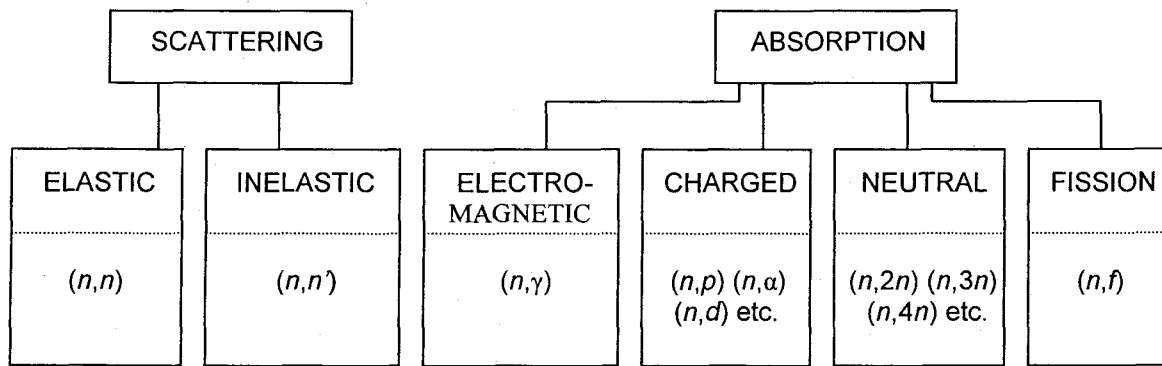 SCATTERING
ABSORPTION
ELASTIC
(n,n)
INELASTIC
(n,n')
ELECTRO-
MAGNETIC
(n,γ)
CHARGED
(n,p) (n,α)
(n,d) etc.
NEUTRAL
(n,2n) (n,3n)
(n,4n) etc.
FISSION
(n,f)